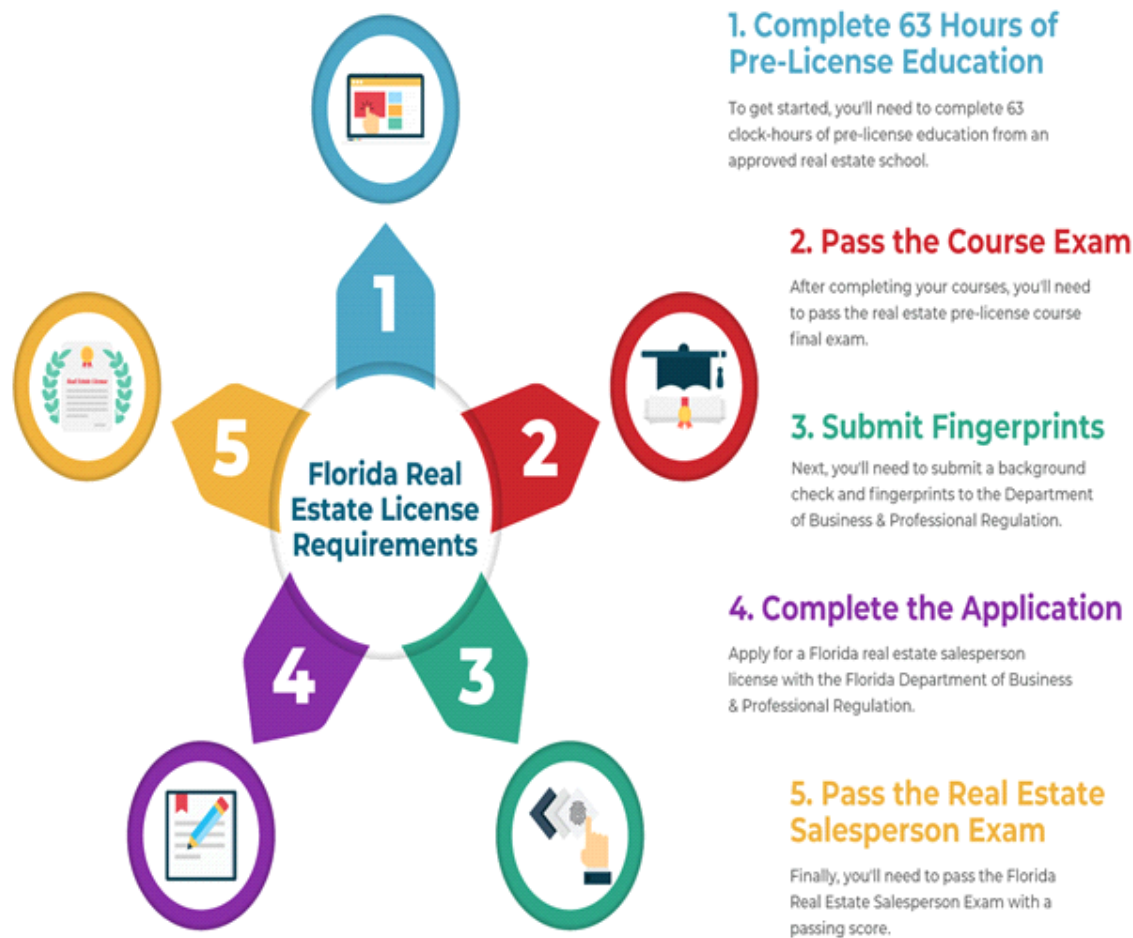 1. Complete 63 Hours of
Pre-License Education
To get started, you'll need to complete 63
clock-hours of pre-license education from an
approved real estate school.
2. Pass the Course Exam
After completing your courses, you'll need
to pass the real estate pre-license course
final exam.
3. Submit Fingerprints
Next, you'll need to submit a background
check and fingerprints to the Department
of Business & Professional Regulation.
4. Complete the Application
Apply for a Florida real estate salesperson
license with the Florida Department of Business
& Professional Regulation.
5. Pass the Real Estate
Salesperson Exam
Finally, you'll need to pass the Florida
Real Estate Salesperson Exam with a
passing score.
1
2
3
4
5
Florida Real
Estate License
Requirements
Real Estate License